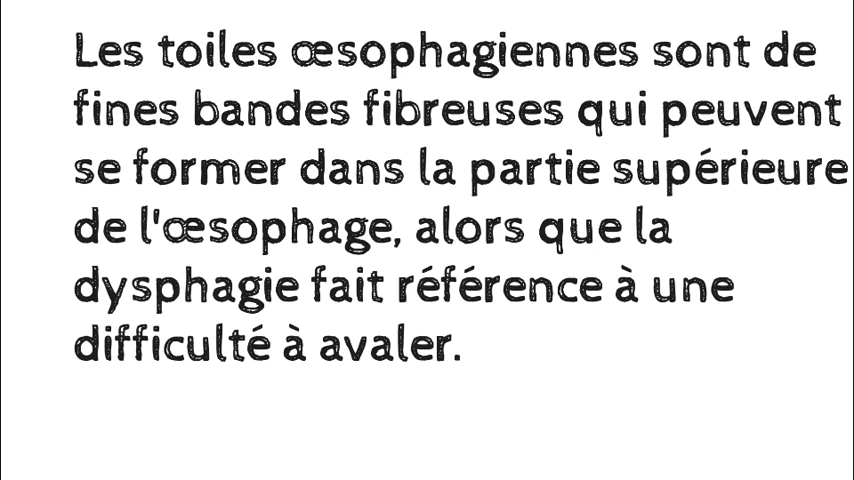 Les toiles œsophagiennes sont de
fines bandes fibreuses qui peuvent
se former dans la partie supérieure
de l'œsophage, alors que la
dysphagie fait référence à une
difficulté à avaler.